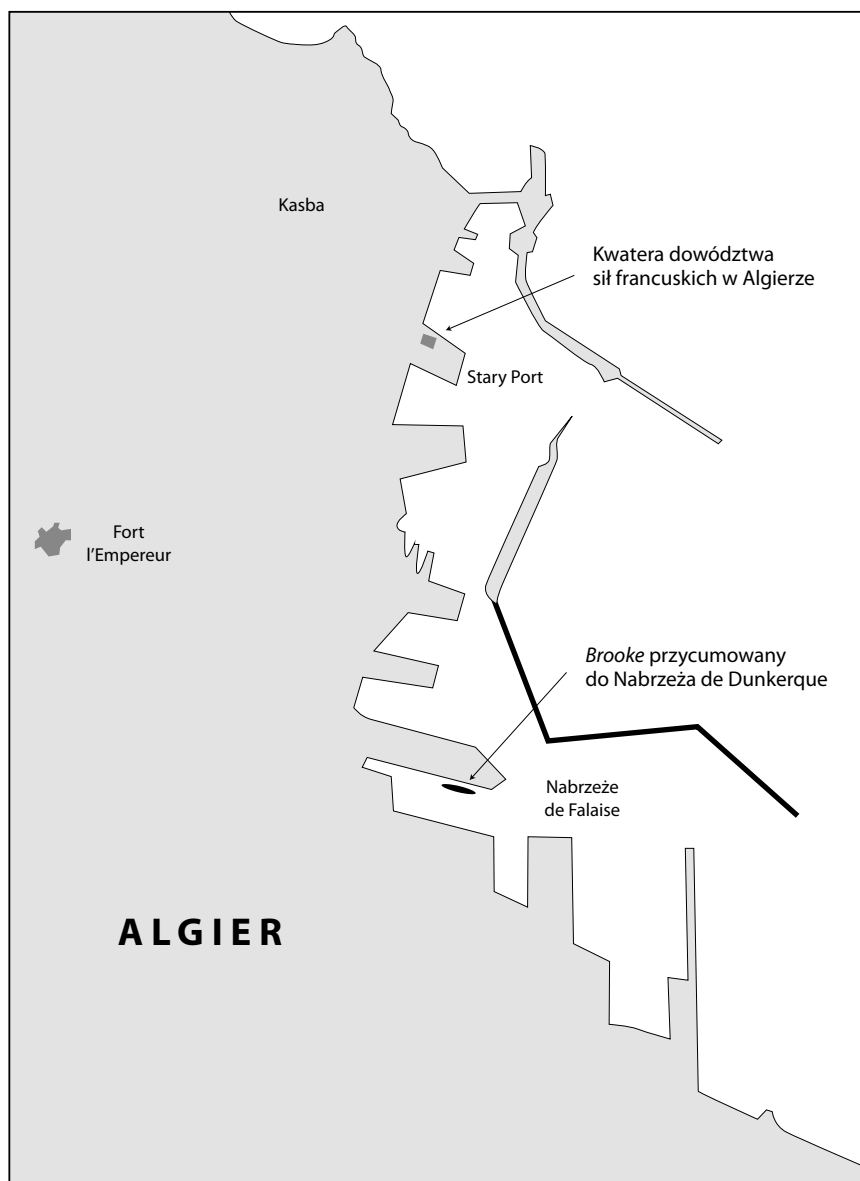 Kasba
Kwatera dowództwa
sił francuskich w Algierze
Stary Port
Fort
l’Empereur
Brooke przycumowany
do Nabrzeża de Dunkerque
Nabrzeże
de Falaise
ALGIER